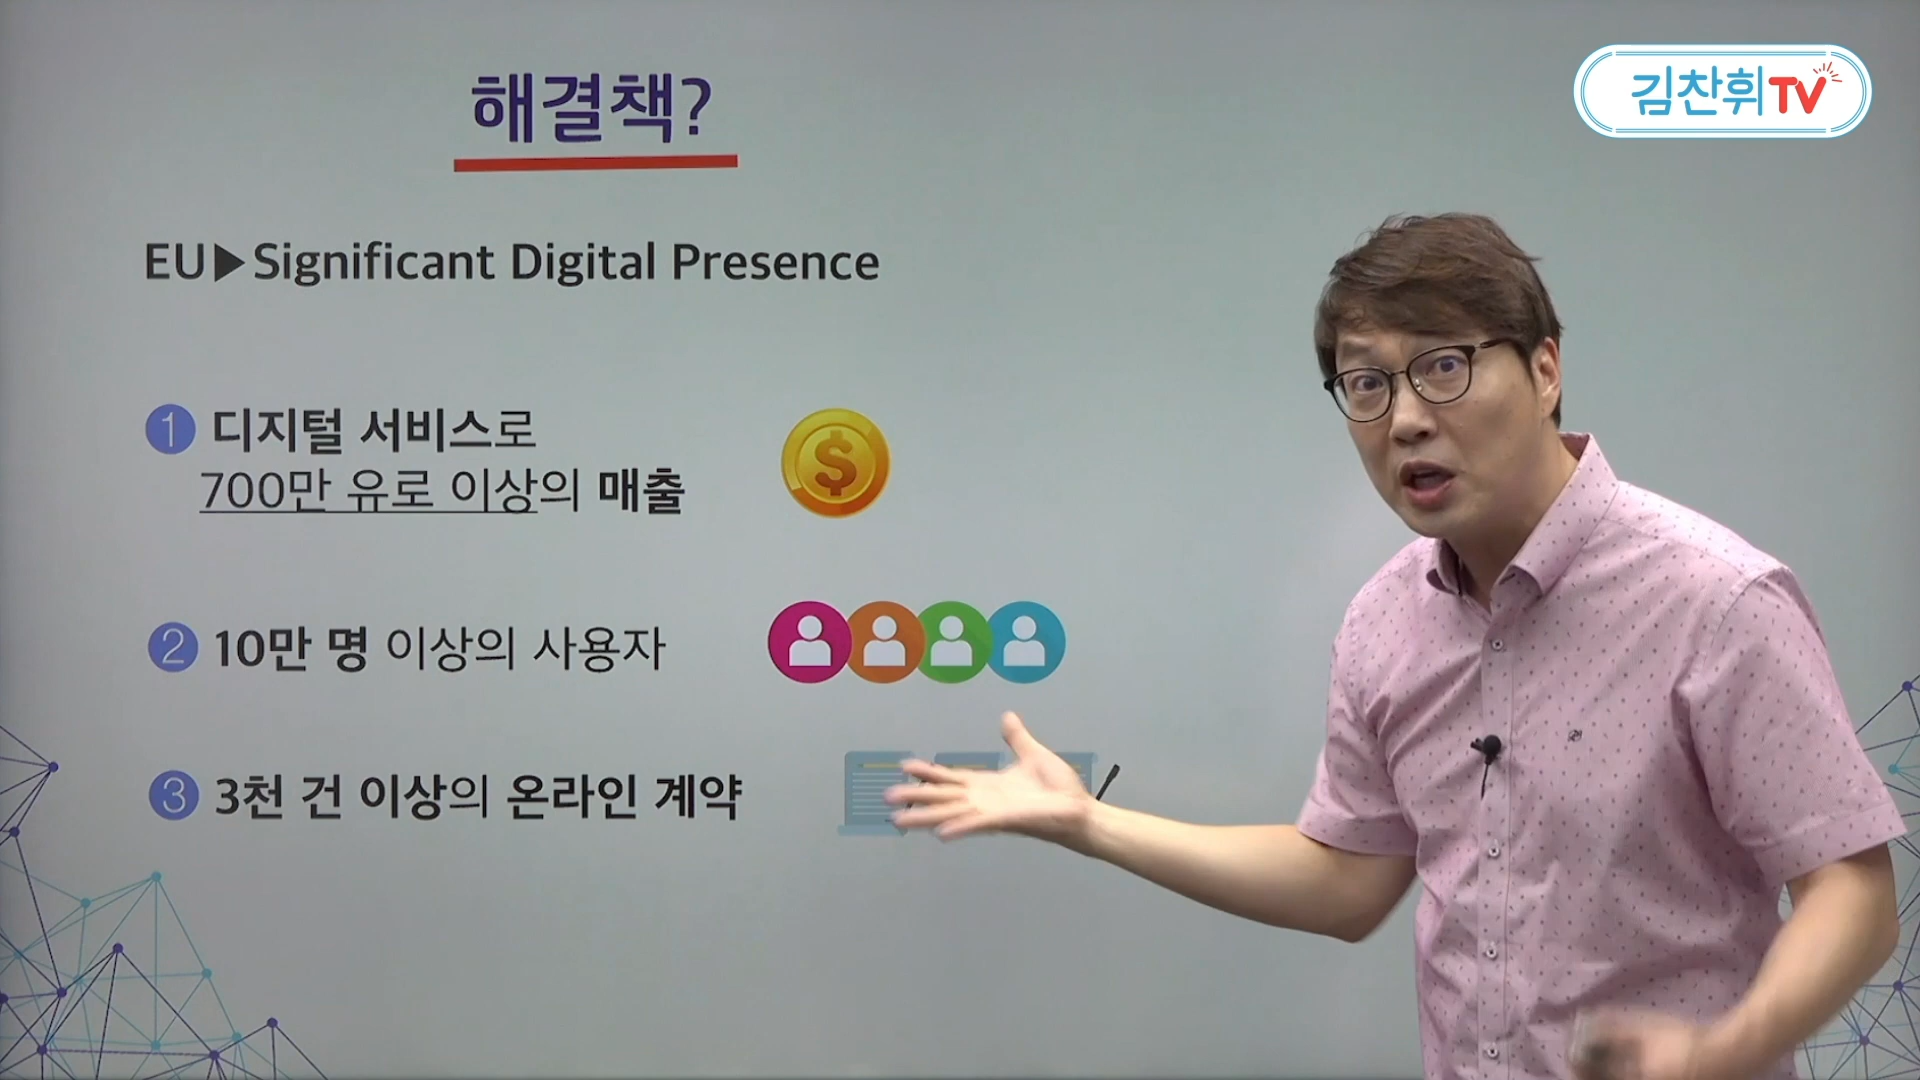 해결책?
김찬휘TV
EU▶Significant Digital Presence
1 디지털 서비스로
700만 유로 이상의 매출
$
2 10만 명 이상의 사용자
3 3천 건 이상의 온라인 계약